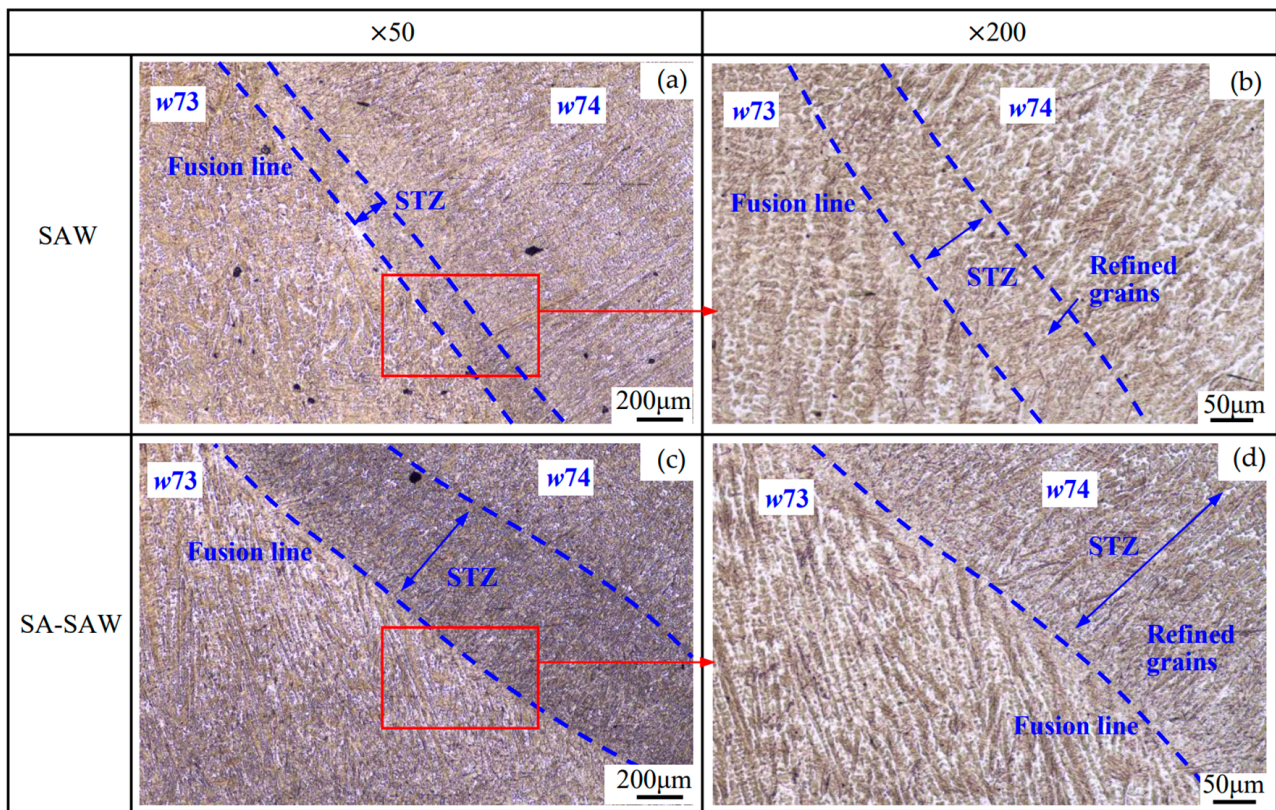 ×50
×200
SAW
(a)
w73
w74
Fusion line
STZ
200μm
(b)
w73
w74
Fusion line
STZ
Refined
grains
50μm
SA-SAW
(c)
w73
w74
Fusion line
STZ
200μm
(d)
w73
w74
STZ
Refined
grains
Fusion line
50μm